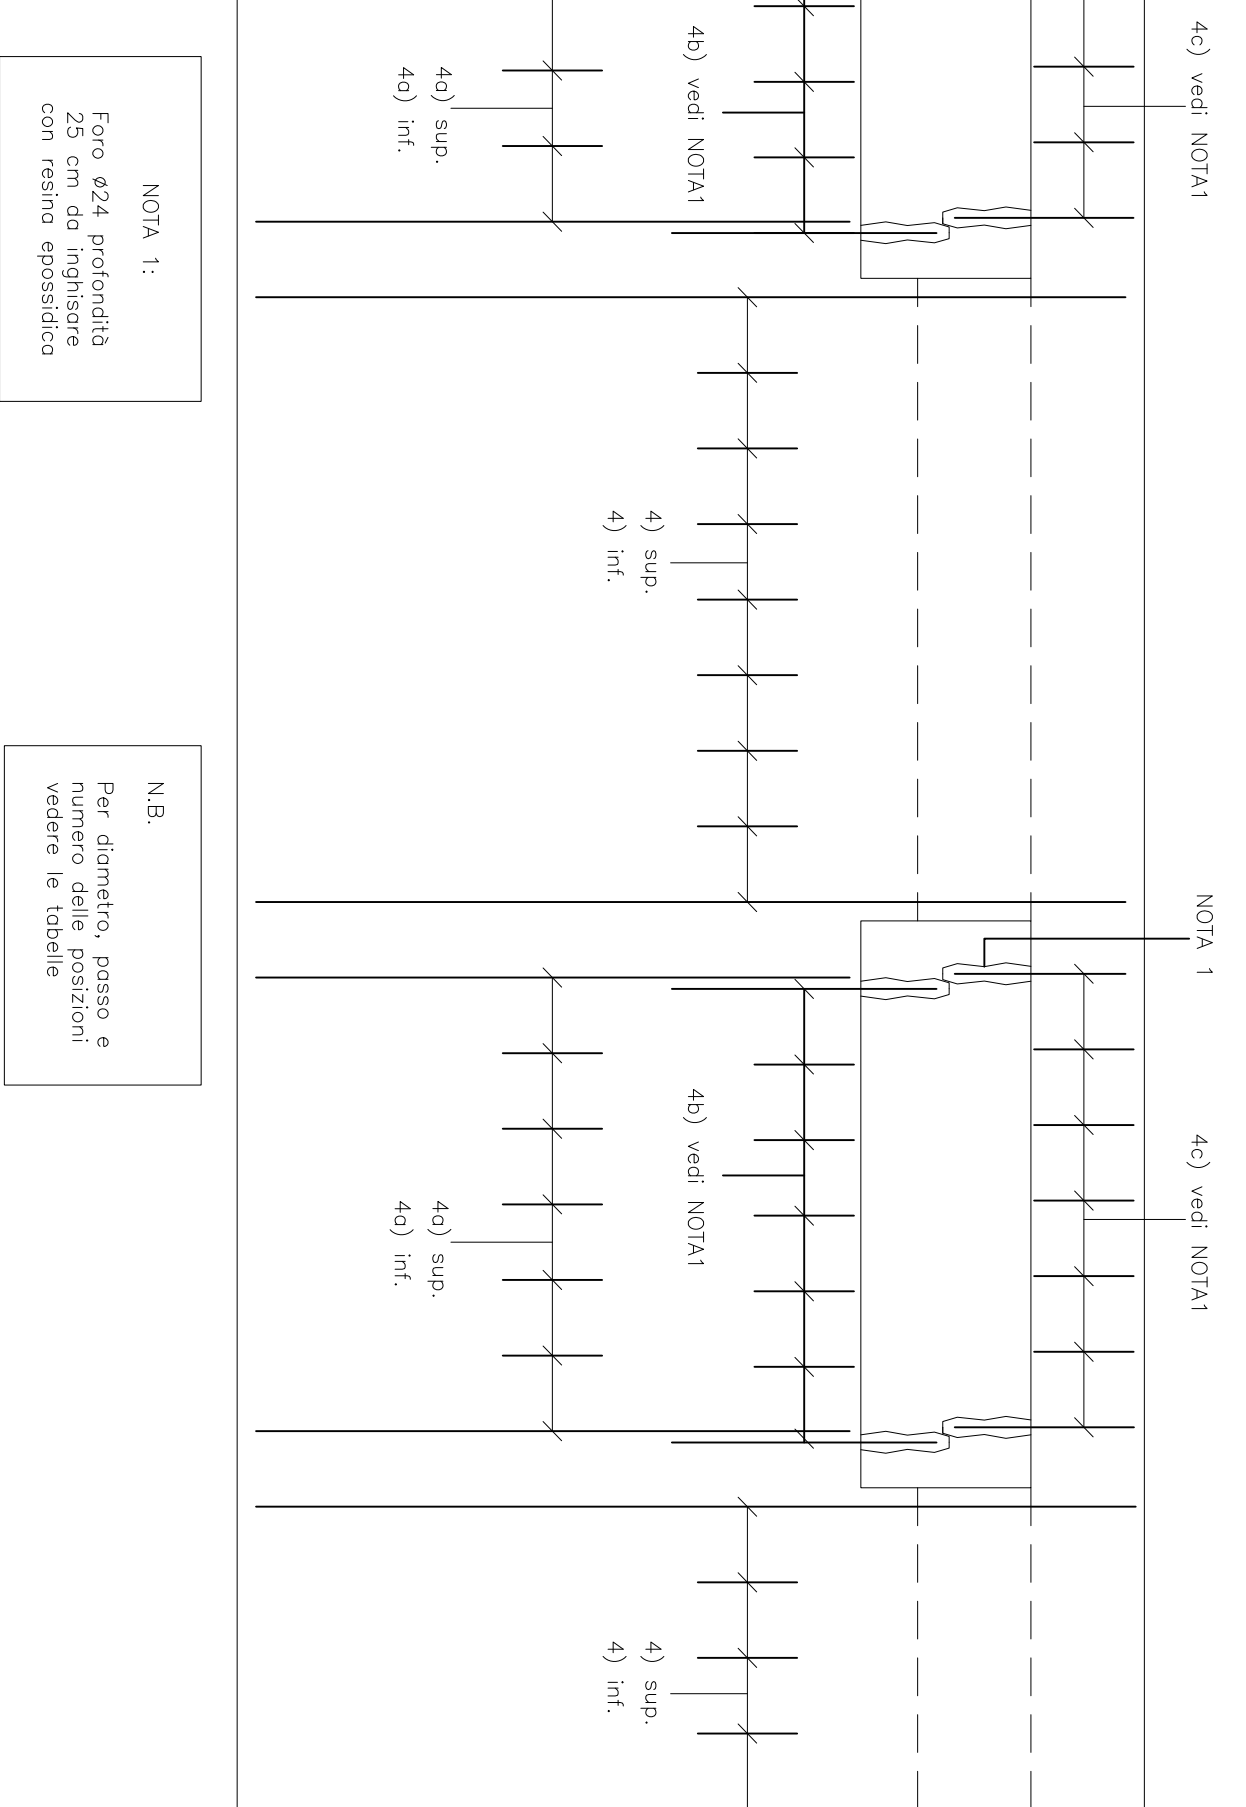 4c) vedi NOTA1
NOTA 1
4c) vedi NOTA1
4b) vedi NOTA1
4) sup.
4) inf.
4b) vedi NOTA1
4) sup.
4) inf.
4a) sup.
4a) inf.
4a) sup.
4a) inf.
NOTA 1:
Foro Ø24 profondità
25 cm da inghisare
con resina epossidica
N.B.
Per diametro, passo e
numero delle posizioni
vedere le tabelle